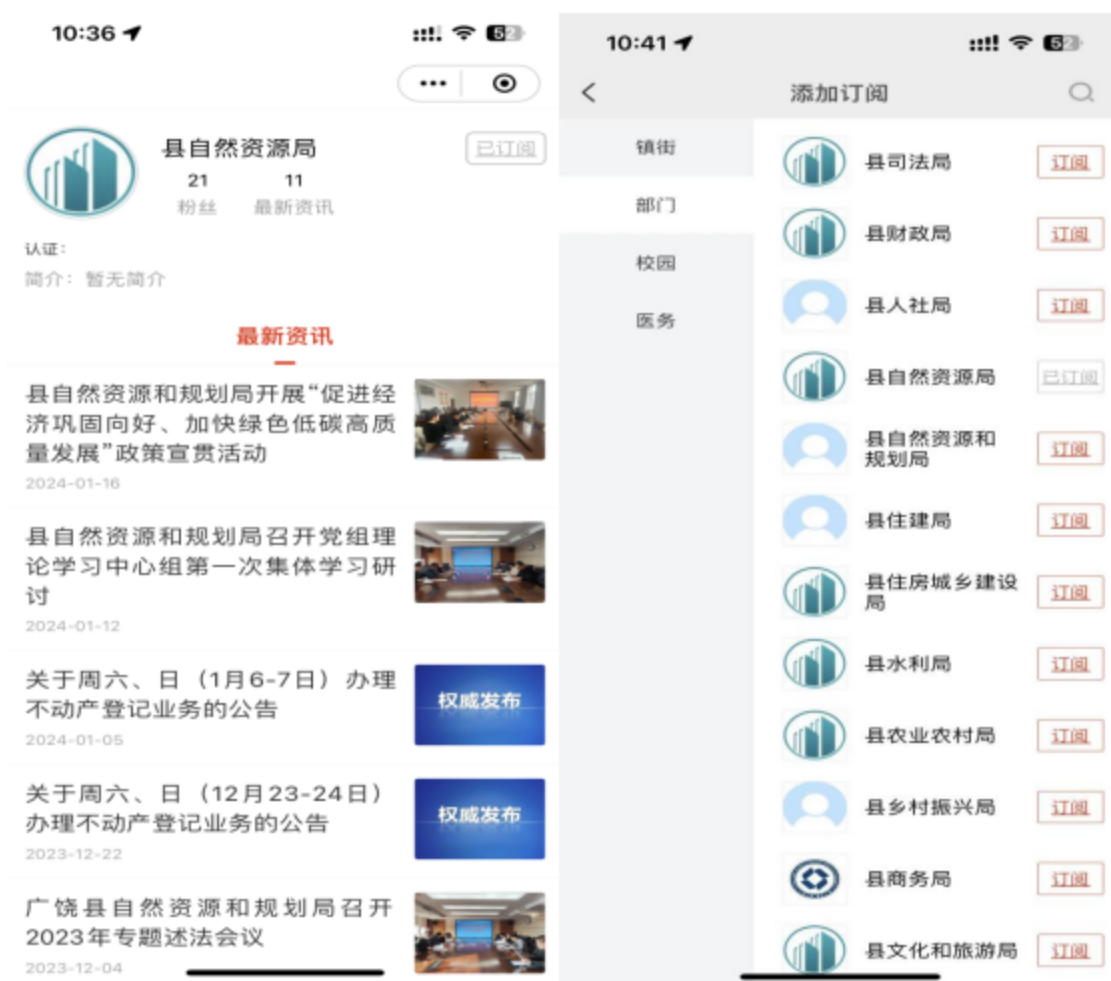 10:36
52
县自然资源局
已订阅
21
11
粉丝
最新资讯
认证：
简介：暂无简介
最新资讯
县自然资源和规划局开展“促进经
济巩固向好、加快绿色低碳高质
量发展”政策宣贯活动
2024-01-16
县自然资源和规划局召开党组理
论学习中心组第一次集体学习研
讨
2024-01-12
关于周六、日（1月6-7日）办理
不动产登记业务的公告
2024-01-05
权威发布
关于周六、日（12月23-24日）
办理不动产登记业务的公告
2023-12-22
权威发布
广饶县自然资源和规划局召开
2023年专题述法会议
2023-12-04
10:41
52
添加订阅
镇街
部门
校园
医务
县司法局
订阅
县财政局
订阅
县人社局
订阅
县自然资源局
已订阅
县自然资源和
规划局
订阅
县住建局
订阅
县住房城乡建设
局
订阅
县水利局
订阅
县农业农村局
订阅
县乡村振兴局
订阅
县商务局
订阅
县文化和旅游局
订阅